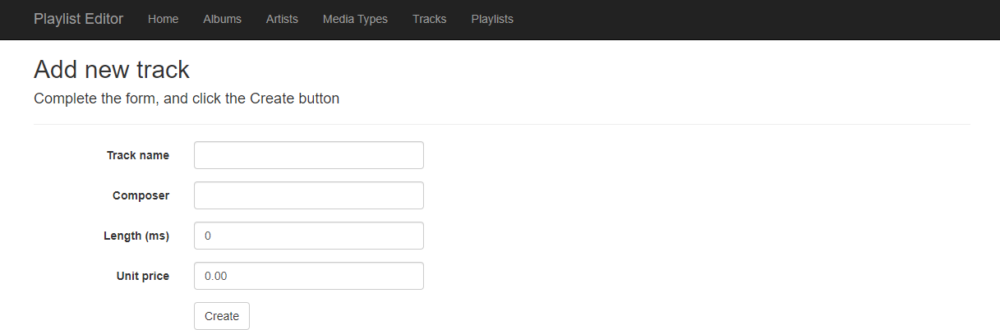 Playlist Editor Home Albums Artists Media Types Tracks Playlists
Add new track
Complete the form, and click the Create button
Track name
Composer
Length (ms) 0
Unit price 0.00
Create